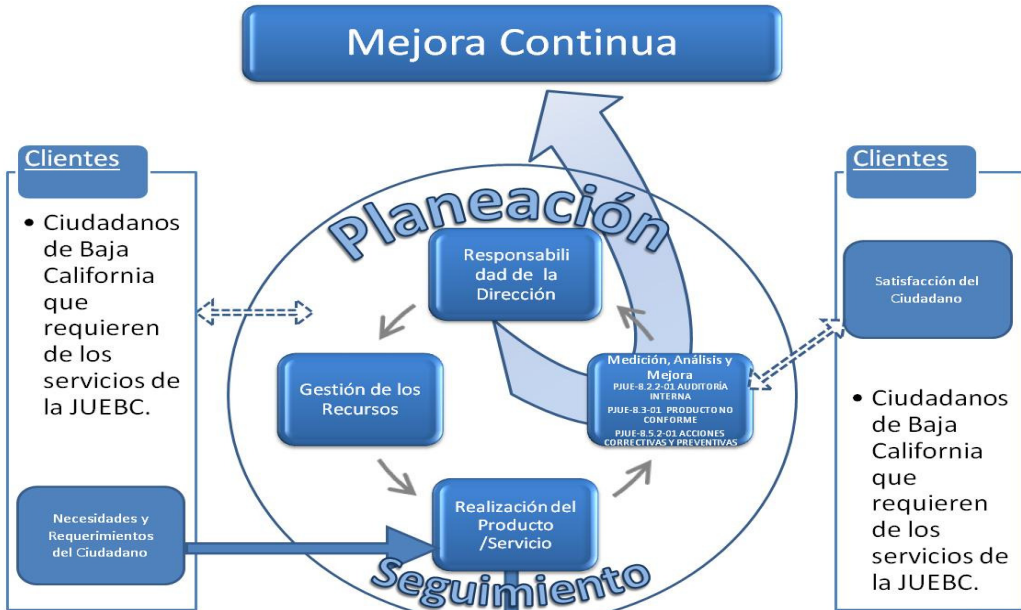 Mejora Continua
Clientes
• Ciudadanos
de Baja
California
que
requieren
de los
servicios de
la JUEBC.
Necesidades y
Requerimientos
del Ciudadano
Planeación
Responsabili
dad de la
Dirección
Gestión de los
Recursos
Medición, Análisis y
Mejora
PJUE-8.2.2-01 AUDITORÍA
INTERNA
PJUE-8.3-01 PRODUCTO NO
CONFORME
PJUE-8.5.2-01 ACCIONES
CORRECTIVAS Y PREVENTIVAS
Realización del
Producto
/Servicio
Seguimiento
Clientes
Satisfacción del
Ciudadano
• Ciudadanos
de Baja
California
que
requieren
de los
servicios de
la JUEBC.